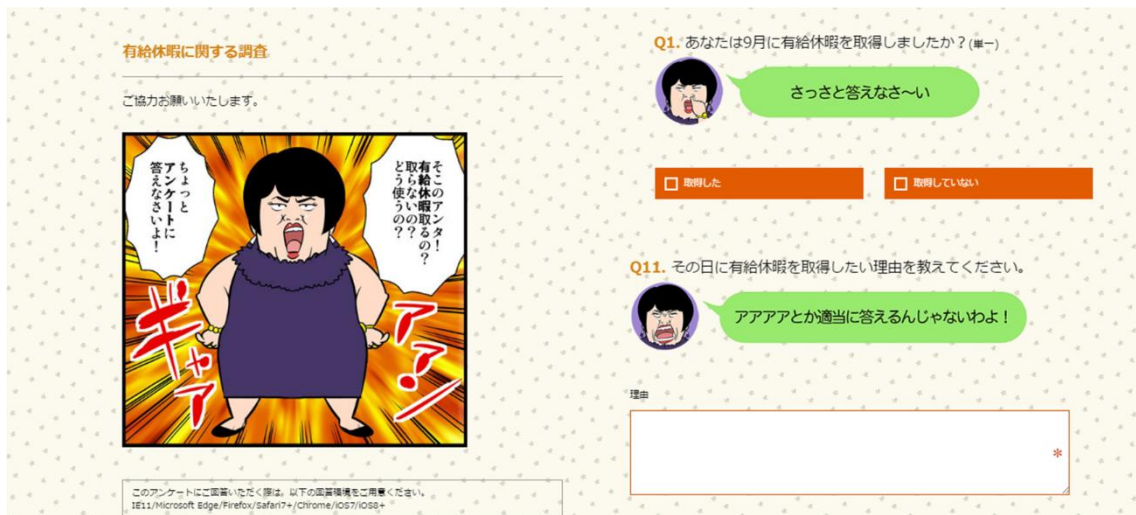 有給休暇に関する調査
ご協力お願いいたします。
そこのアンタ！
有給休暇取るの？
取らないの？
どう使うの？
ちょっと
アンケートに
答えなさいよ！
ギャア
アアン
このアンケートにご回答いただく際は、以下の回答環境をご用意ください。
IE11/Microsoft Edge/Firefox/Safari7+/Chrome/iOS7/iOS8+
Q1. あなたは9月に有給休暇を取得しましたか？(単一)
さっさと答えなさ〜い
取得した
取得していない
Q11. その日に有給休暇を取得したい理由を教えてください。
アアアアとか適当に答えるんじゃないわよ！
理由
*